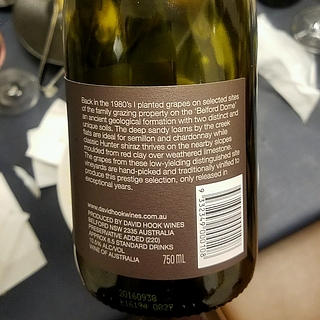 Back in the 1980's I planted grapes on selected sites
of the family grazing property on the 'Belford Dome'
an ancient geological formation with two distinct and
unique soils. The deep sandy loams by the creek
flats are ideal for semillon and chardonnay while
classic Hunter shiraz thrives on the nearby slopes
moulded from red clay over weathered limestone.
The grapes from these low-yielding distinguished site
vineyards are hand-picked and traditionally vinified to
produce this prestige selection, only released in
exceptional years.
www.davidhookwines.com.au
PRODUCED BY DAVID HOOK WINES
BELFORD NSW 2335 AUSTRALIA
PRESERVATIVE ADDED (220)
APPROX 8.5 STANDARD DRINKS
WINE OF AUSTRALIA
750 ML
20160938